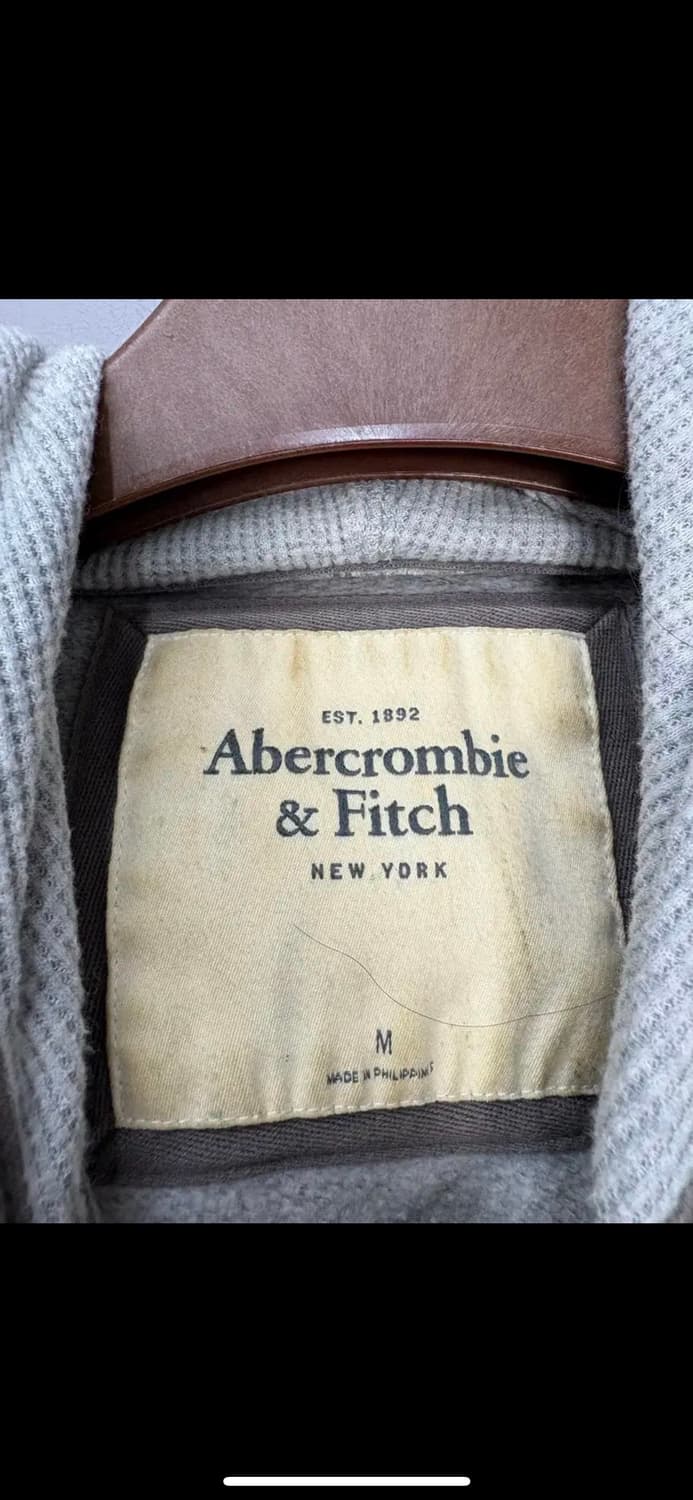 EST. 1892
Abercrombie
& Fitch
NEW YORK
M
MADE IN PHILIPPINES